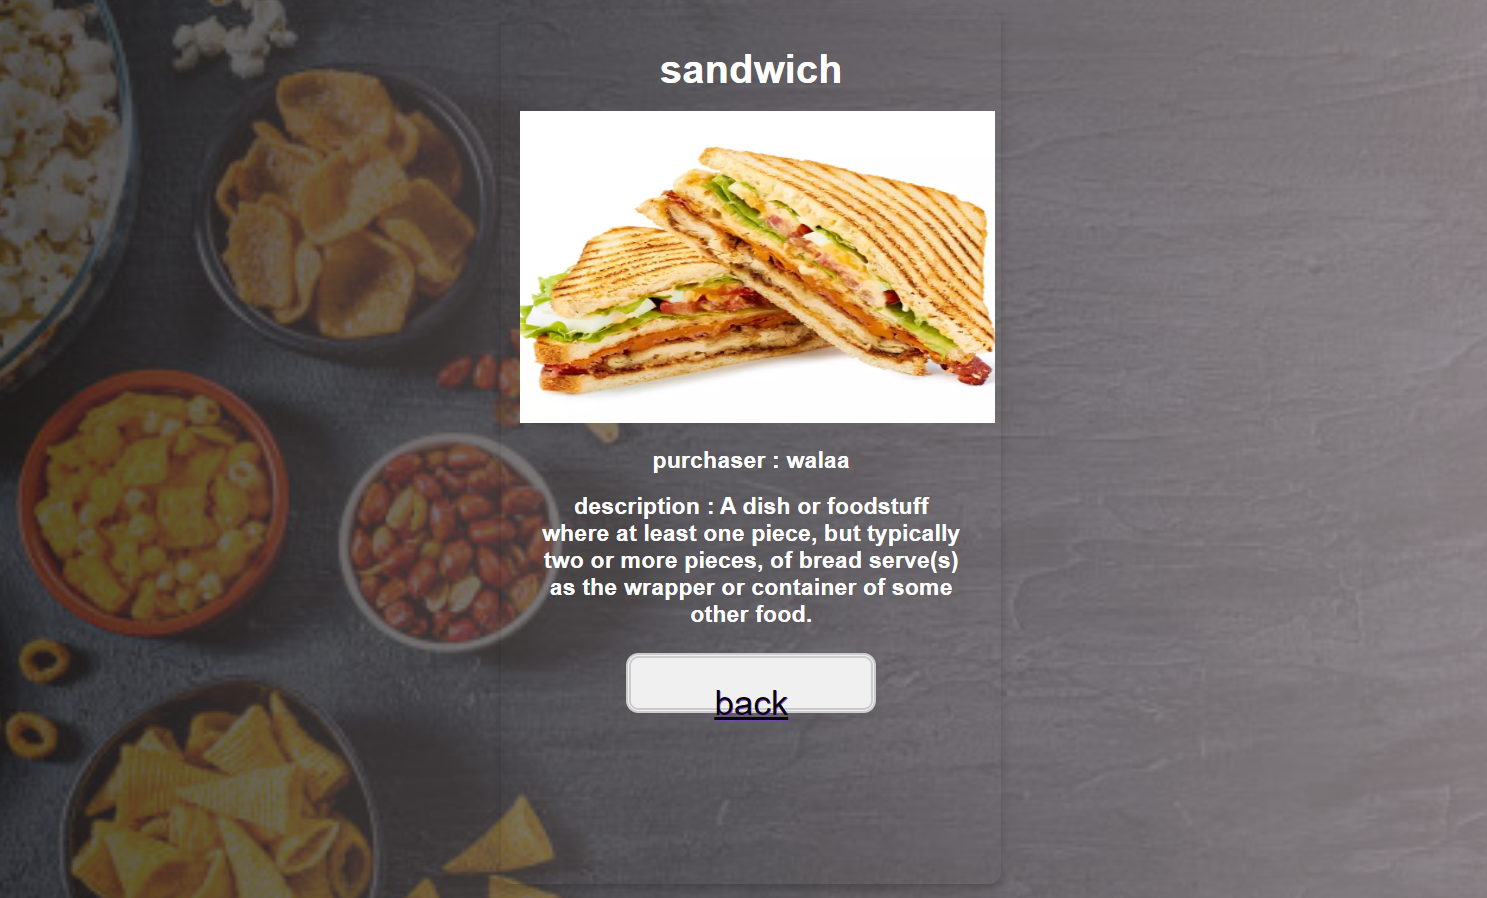 sandwich
purchaser : walaa
description : A dish or foodstuff
where at least one piece, but typically
two or more pieces, of bread serve(s)
as the wrapper or container of some
other food.
back